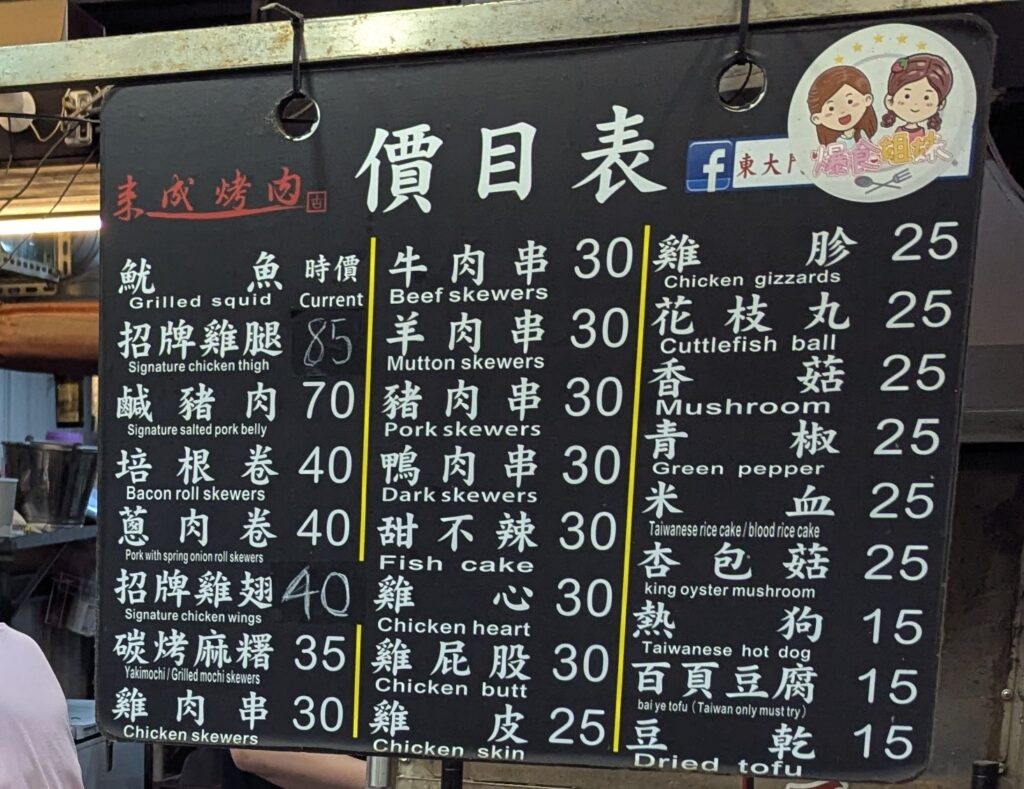 價目表
東大門
爆食姐妹
來成烤肉
魷魚 時價
Grilled squid Current
招牌雞腿 85
Signature chicken thigh
鹹豬肉 70
Signature salted pork belly
培根卷 40
Bacon roll skewers
蔥肉卷 40
Pork with spring onion roll skewers
招牌雞翅 40
Signature chicken wings
碳烤麻糬 35
Yakimochi / Grilled mochi skewers
雞肉串 30
Chicken skewers
牛肉串 30
Beef skewers
羊肉串 30
Mutton skewers
豬肉串 30
Pork skewers
鴨肉串 30
Dark skewers
甜不辣 30
Fish cake
雞心 30
Chicken heart
雞屁股 30
Chicken butt
雞皮 25
Chicken skin
雞胗 25
Chicken gizzards
花枝丸 25
Cuttlefish ball
香菇 25
Mushroom
青椒 25
Green pepper
米血 25
Taiwanese rice cake / blood rice cake
杏包菇 25
king oyster mushroom
熱狗 15
Taiwanese hot dog
百頁豆腐 15
bai ye tofu (Taiwan only must try)
豆乾 15
Dried tofu